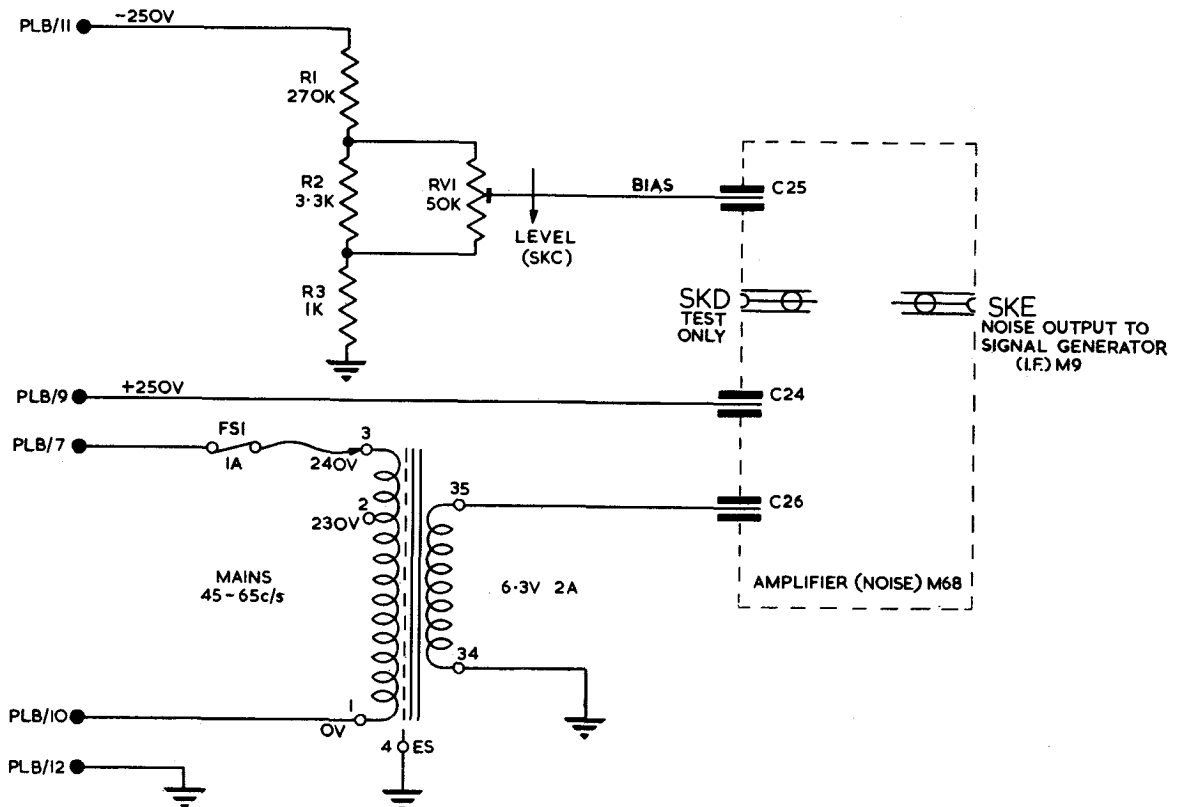 PLB/11
-250V
R1
270K
R2
3·3K
RV1
50K
LEVEL
(SKC)
BIAS
C25
R3
1K
SKD
TEST
ONLY
SKE
NOISE OUTPUT TO
SIGNAL GENERATOR
(I.F.) M9
PLB/9
+250V
C24
PLB/7
FS1
1A
3
240V
2
230V
35
C26
MAINS
45~65c/s
6·3V 2A
AMPLIFIER (NOISE) M68
34
PLB/10
1
0V
4
ES
PLB/12